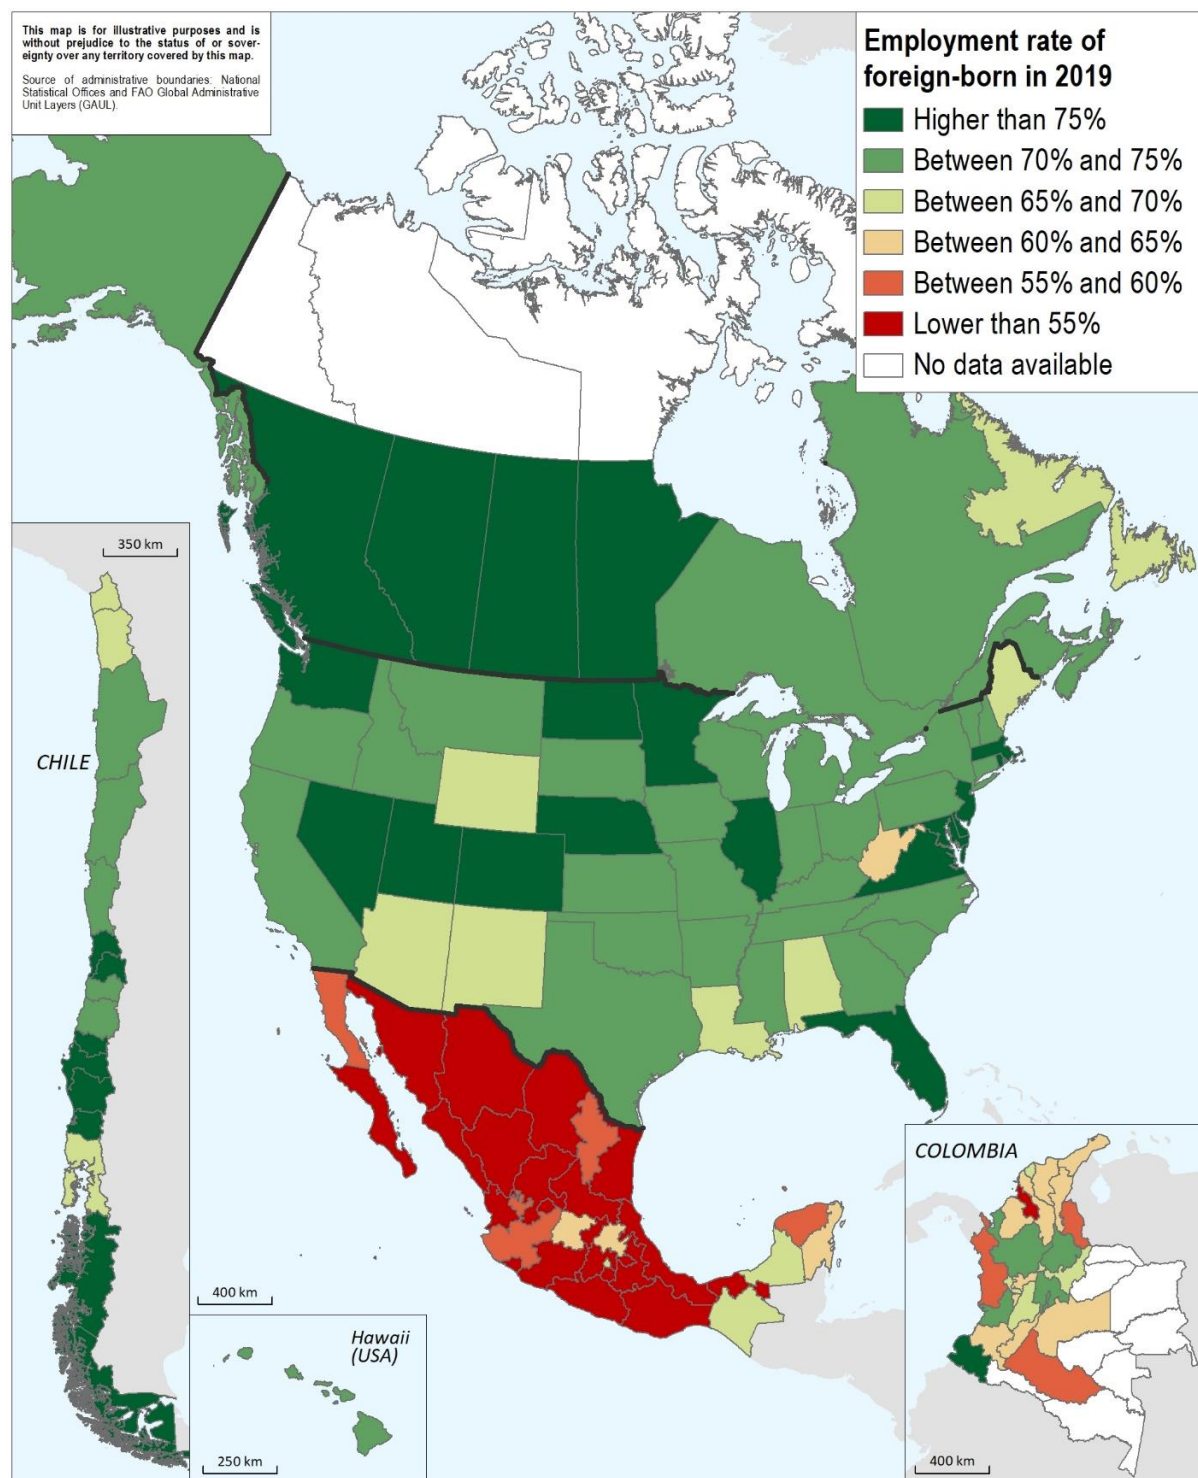 This map is for illustrative purposes and is
without prejudice to the status of or sover-
eignty over any territory covered by this map.
Source of administrative boundaries: National
Statistical Offices and FAO Global Administrative
Unit Layers (GAUL).
Employment rate of
foreign-born in 2019
Higher than 75%
Between 70% and 75%
Between 65% and 70%
Between 60% and 65%
Between 55% and 60%
Lower than 55%
No data available
350 km
CHILE
400 km
Hawaii
(USA)
250 km
COLOMBIA
400 km